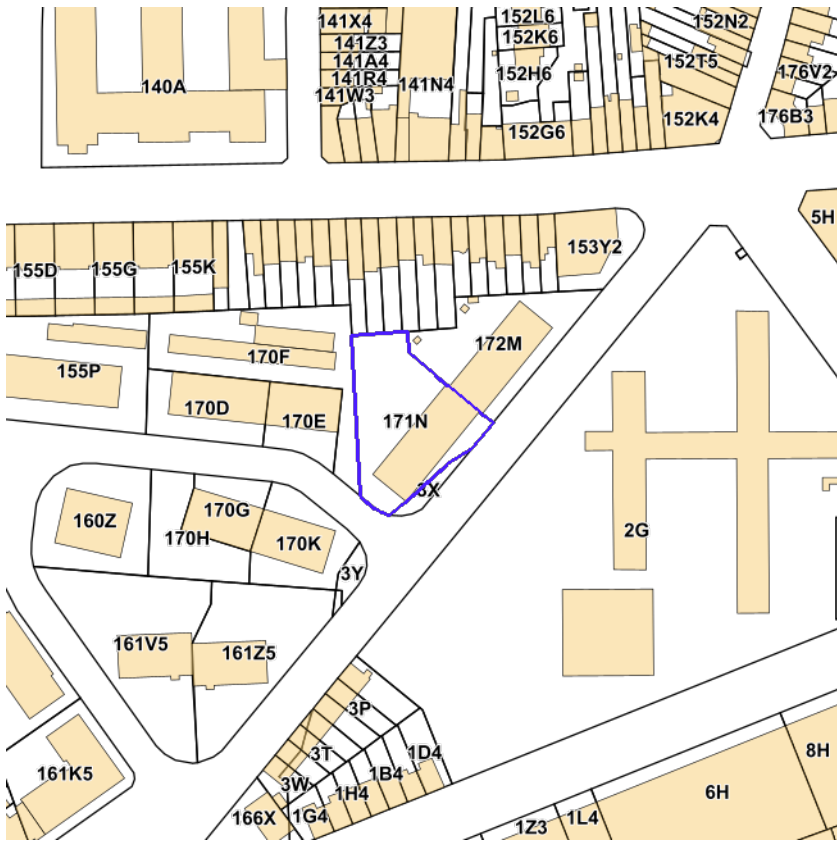 141X4
152L6
152N2
141Z3
152K6
141A4
152T5
141R4
152H6
176V2
140A
141N4
141W3
152G6
152K4
176B3
5H
153Y2
155D
155G
155K
172M
170F
155P
170D
170E
171N
3X
160Z
170G
170H
170K
2G
3Y
161V5
161Z5
3P
3T
1D4
8H
161K5
3W
1B4
1H4
6H
166X
1G4
1L4
1Z3